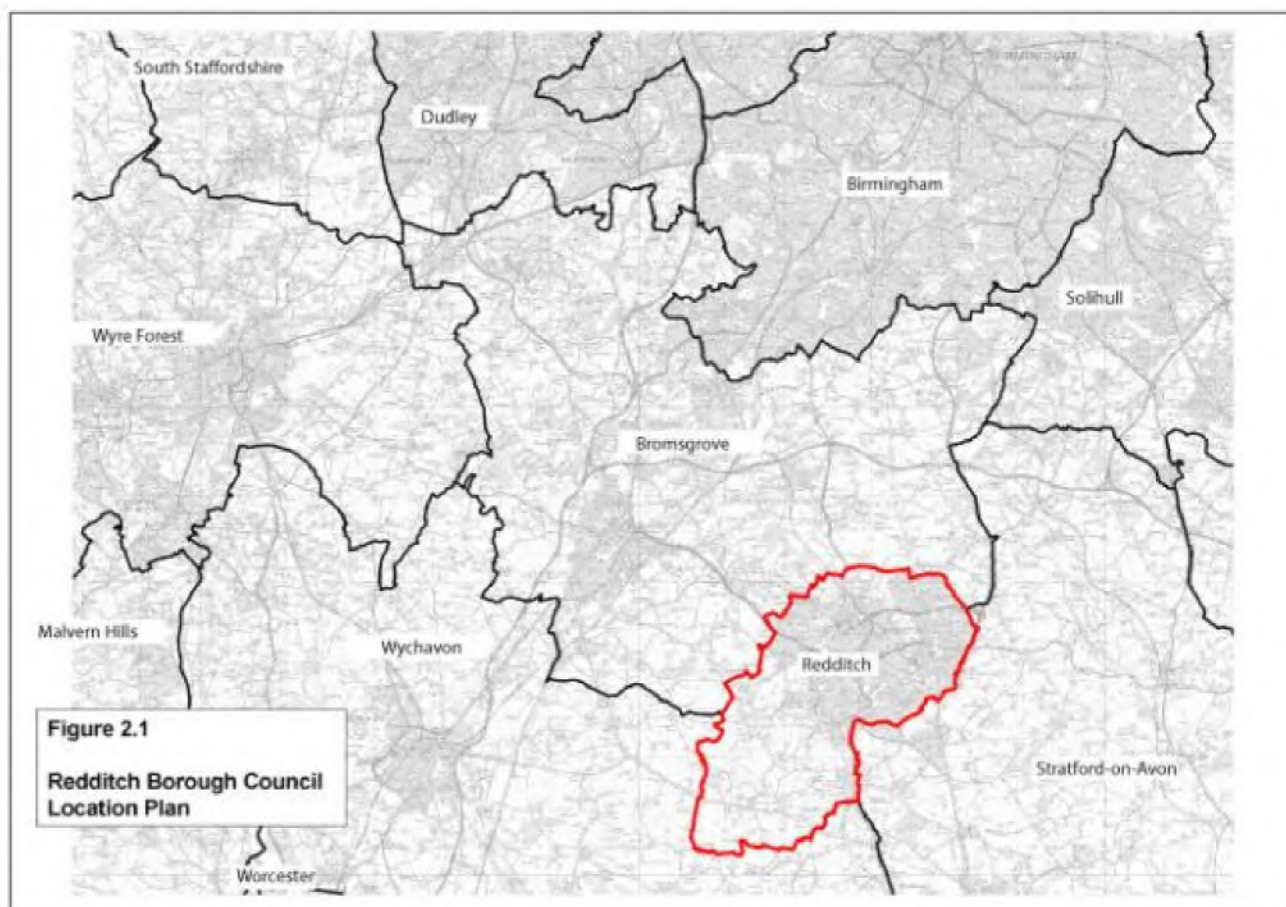 South Staffordshire
Dudley
Birmingham
Solihull
Wyre Forest
Bromsgrove
Malvern Hills
Wychavon
Redditch
Stratford-on-Avon
Figure 2.1
Redditch Borough Council
Location Plan
Worcester